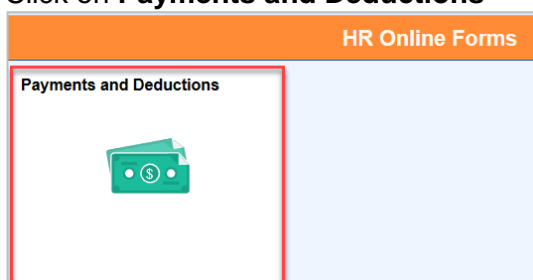 Click on Payments and Deductions
HR Online Forms
Payments and Deductions
$